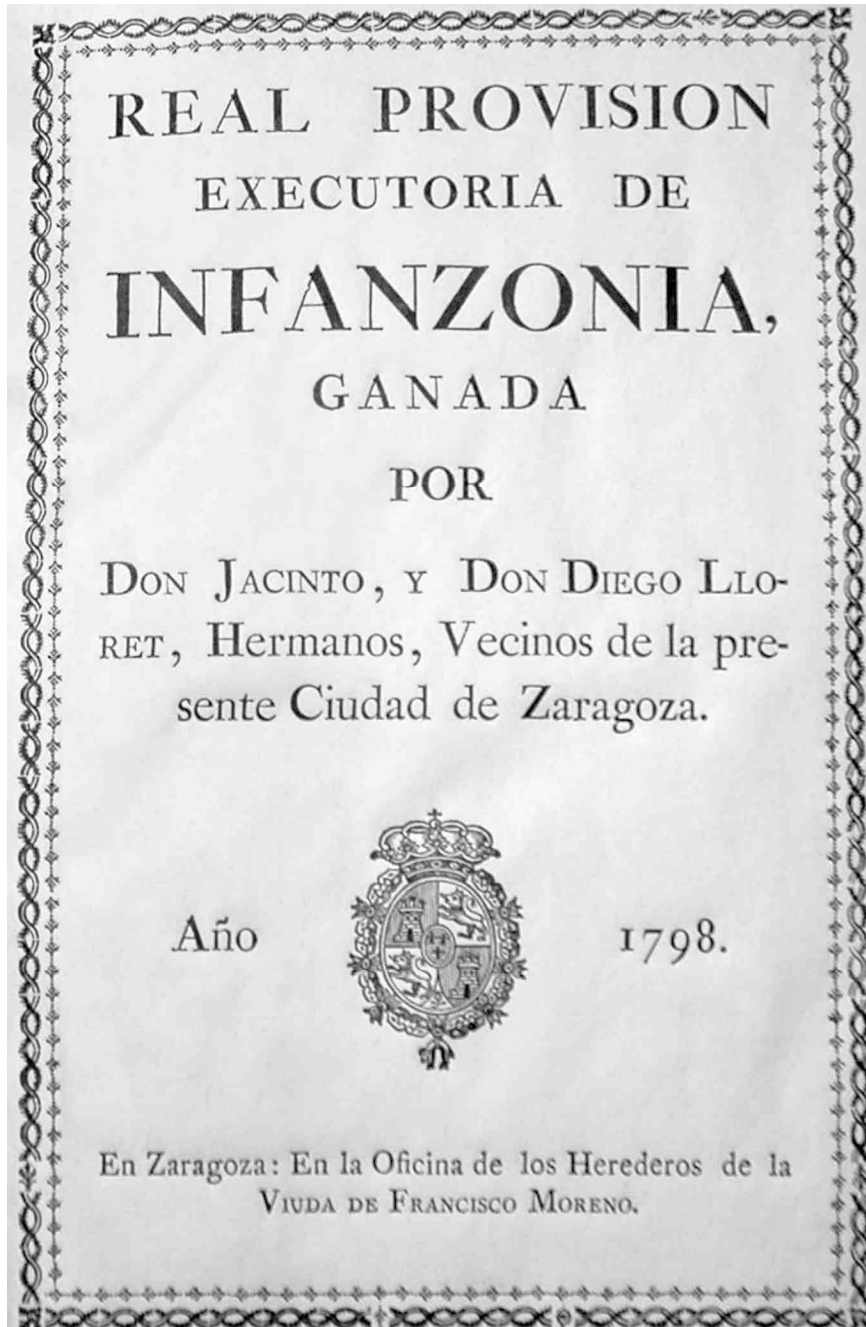 REAL PROVISION
EXECUTORIA DE
INFANZONIA,
GANADA
POR
DON JACINTO, Y DON DIEGO LLO-
RET, Hermanos, Vecinos de la pre-
sente Ciudad de Zaragoza.
Año 1798.
En Zaragoza: En la Oficina de los Herederos de la
VIUDA DE FRANCISCO MORENO.